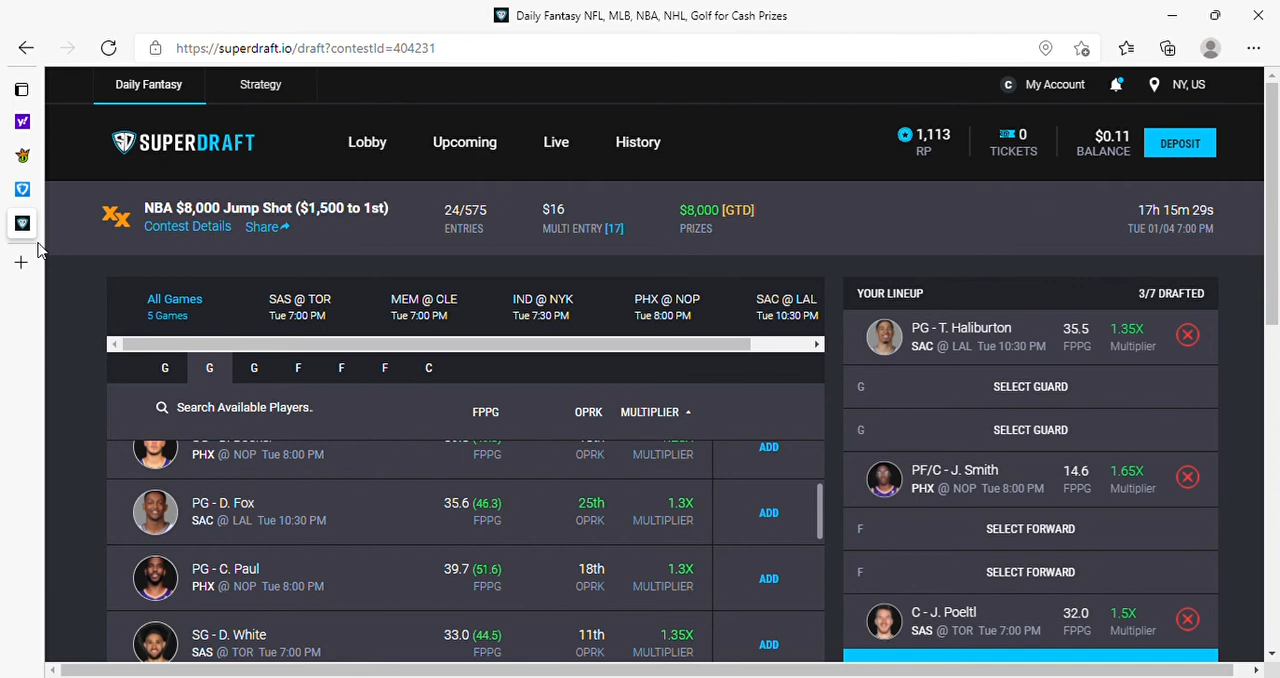 Daily Fantasy NFL, MLB, NBA, NHL, Golf for Cash Prizes
https://superdraft.io/draft?contestId=404231
Daily Fantasy Strategy C My Account NY, US
SUPERDRAFT Lobby Upcoming Live History
1,113 RP
0 TICKETS
$0.11 BALANCE
DEPOSIT
NBA $8,000 Jump Shot ($1,500 to 1st)
Contest Details Share
24/575
ENTRIES
$16
MULTI ENTRY [17]
$8,000 [GTD]
PRIZES
17h 15m 29s
TUE 01/04 7:00 PM
All Games
5 Games
SAS @ TOR
Tue 7:00 PM
MEM @ CLE
Tue 7:00 PM
IND @ NYK
Tue 7:30 PM
PHX @ NOP
Tue 8:00 PM
SAC @ LAL
Tue 10:30 PM
G G G F F F C
Search Available Players.. FPPG OPRK MULTIPLIER
PHX @ NOP Tue 8:00 PM FPPG OPRK MULTIPLIER ADD
PG - D. Fox 35.6 (46.3) 25th 1.3X
SAC @ LAL Tue 10:30 PM FPPG OPRK MULTIPLIER ADD
PG - C. Paul 39.7 (51.6) 18th 1.3X
PHX @ NOP Tue 8:00 PM FPPG OPRK MULTIPLIER ADD
SG - D. White 33.0 (44.5) 11th 1.35X
SAS @ TOR Tue 7:00 PM FPPG OPRK MULTIPLIER ADD
YOUR LINEUP 3/7 DRAFTED
PG - T. Haliburton 35.5 1.35X
SAC @ LAL Tue 10:30 PM FPPG Multiplier
G SELECT GUARD
G SELECT GUARD
PF/C - J. Smith 14.6 1.65X
PHX @ NOP Tue 8:00 PM FPPG Multiplier
F SELECT FORWARD
F SELECT FORWARD
C - J. Poeltl 32.0 1.5X
SAS @ TOR Tue 7:00 PM FPPG Multiplier